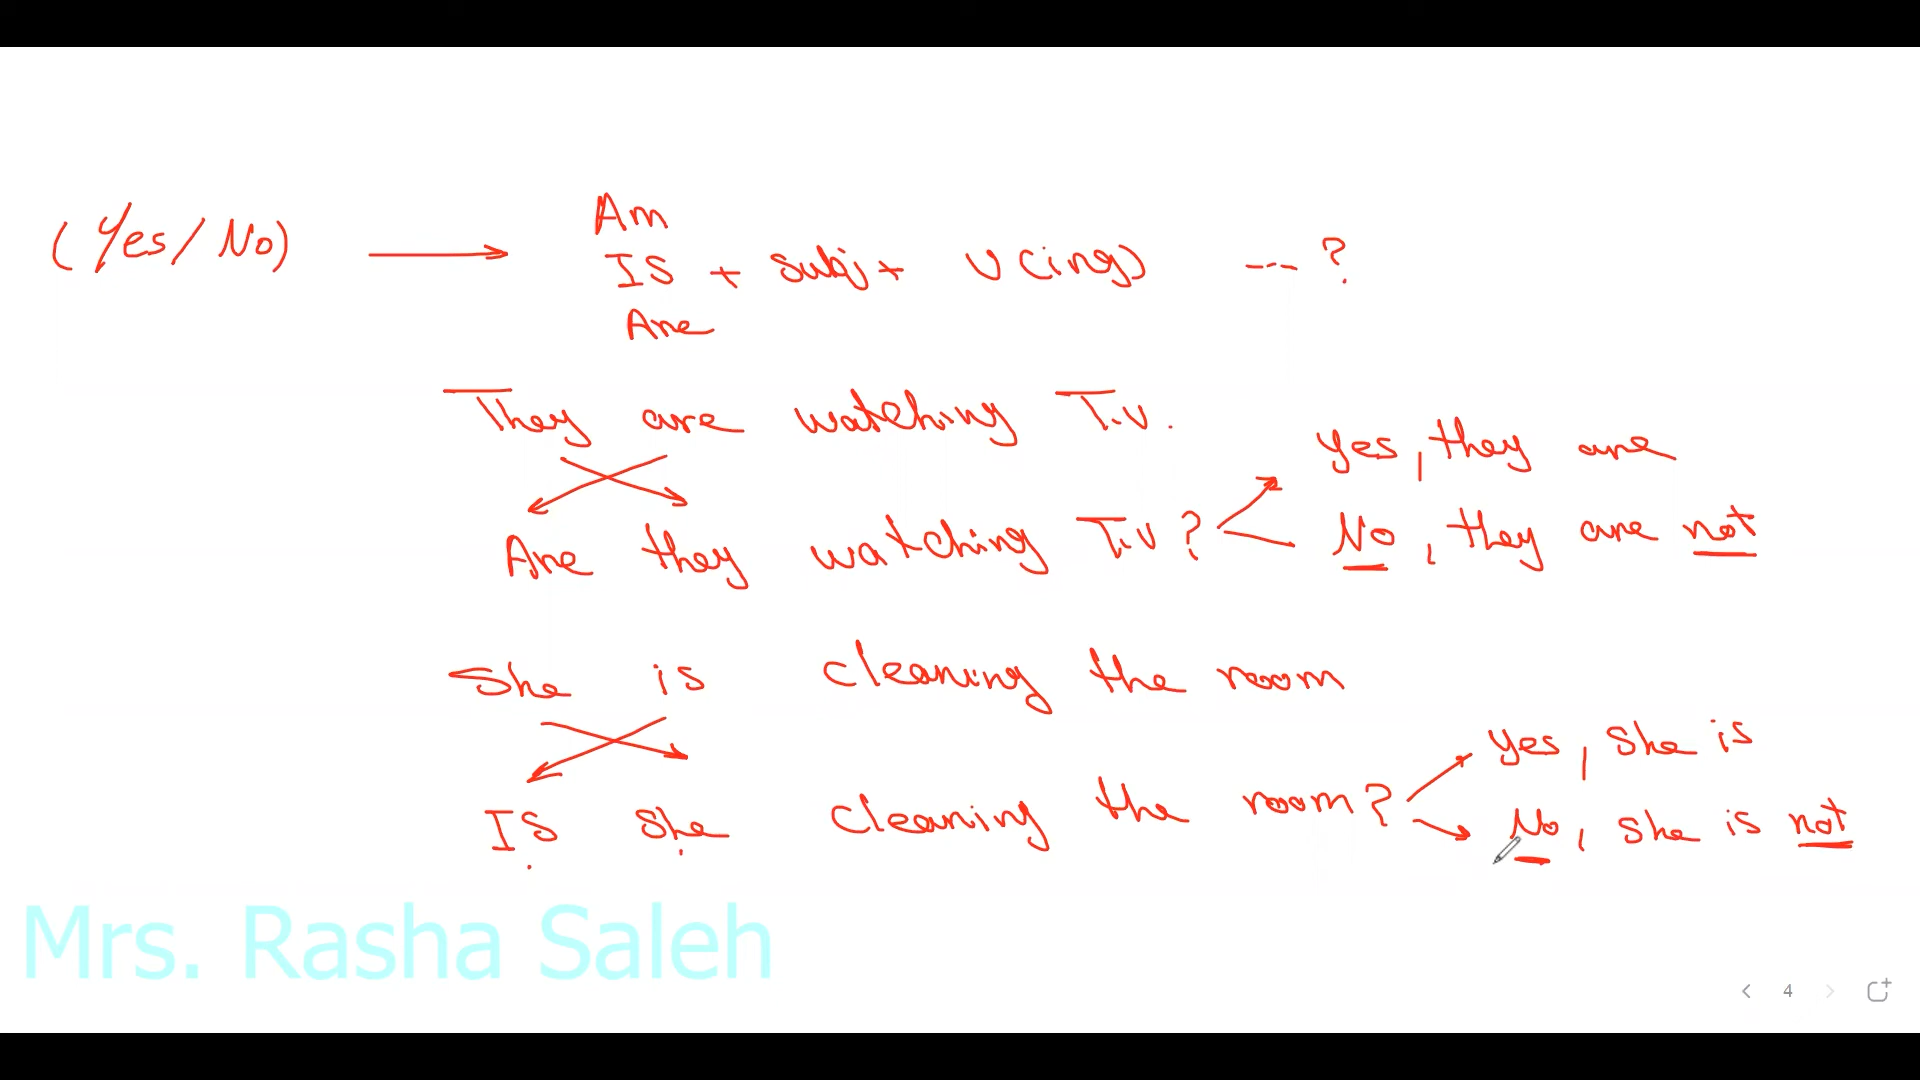 Am
(Yes/No) → Is + subj + v(ing) --- ?
Are
They are watching T.v.
Yes, they are
Are they watching T.v ?
No, they are not
She is cleaning the room
Yes, she is
Is she cleaning the room?
No, she is not
Mrs. Rasha Saleh
4